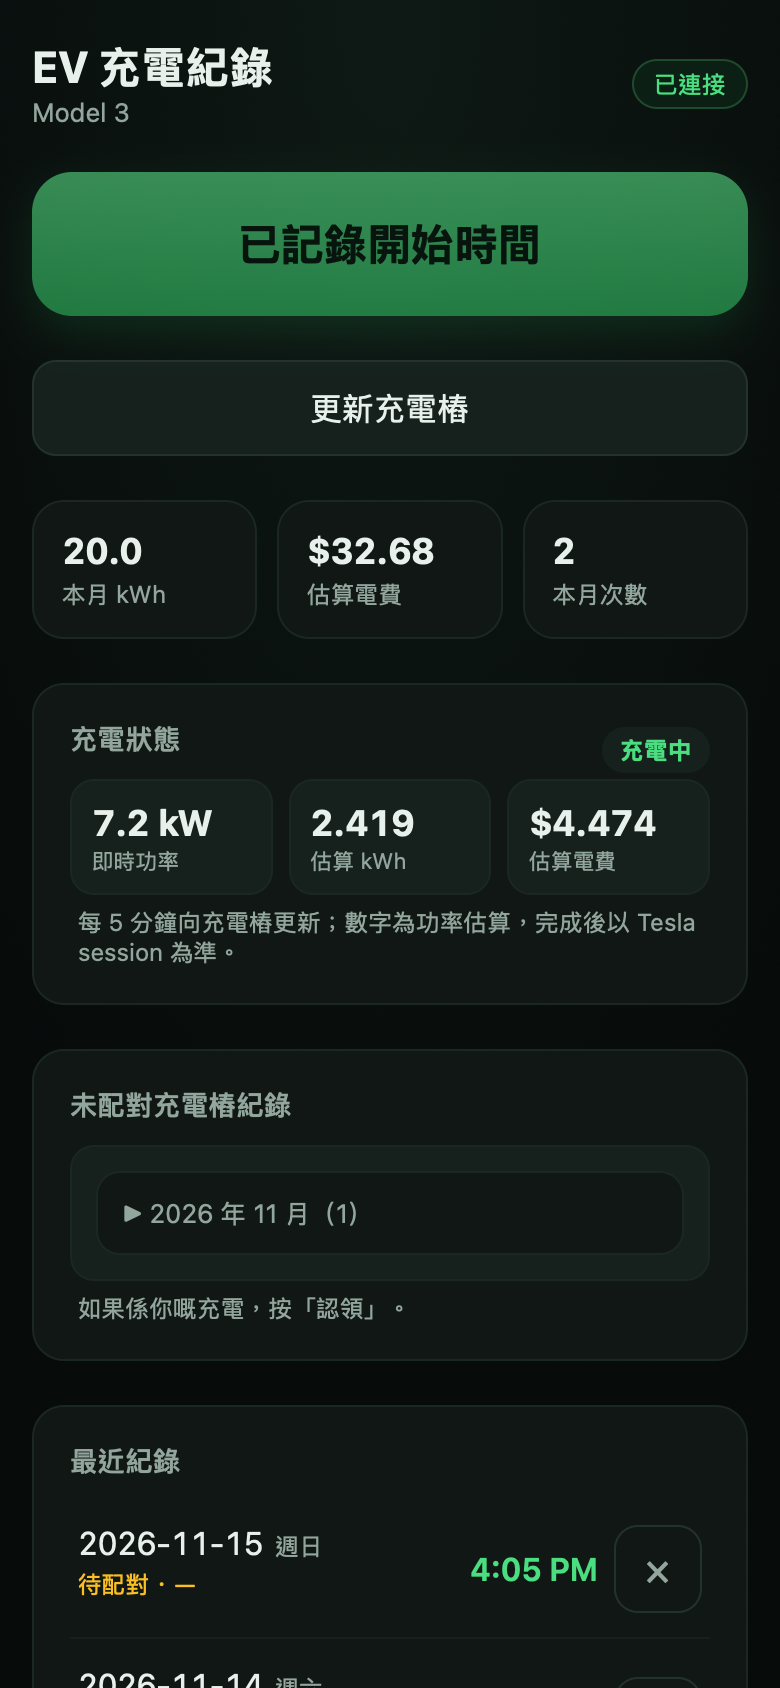 EV 充電紀錄
Model 3
已連接
已記錄開始時間
更新充電樁
20.0
本月 kWh
$32.68
估算電費
2
本月次數
充電狀態
充電中
7.2 kW
即時功率
2.419
估算 kWh
$4.474
估算電費
每 5 分鐘向充電樁更新；數字為功率估算，完成後以 Tesla
session 為準。
未配對充電樁紀錄
▶ 2026 年 11 月（1）
如果係你嘅充電，按「認領」。
最近紀錄
2026-11-15 週日
待配對 · —
4:05 PM
×
2026-11-14 週六